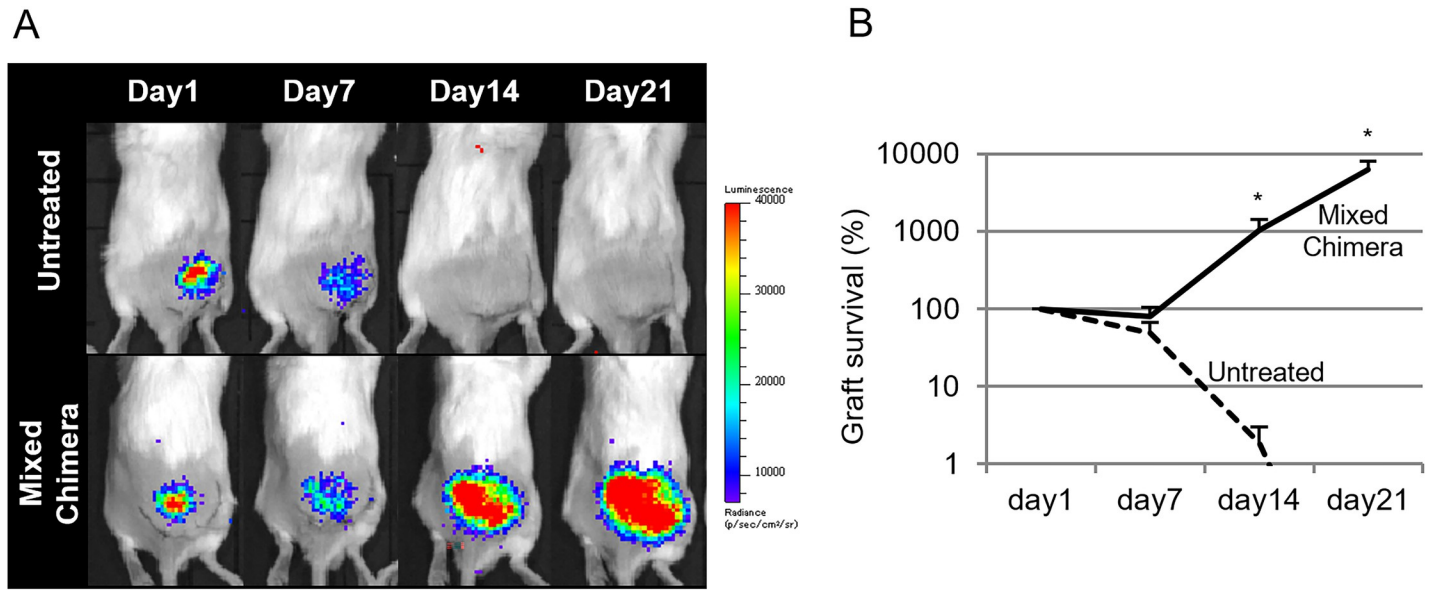 A
B
Day1 Day7 Day14 Day21
Untreated
Mixed
Chimera
Luminescence
40000
30000
20000
10000
Radiance
(p/sec/cm²/sr)
Graft survival (%)
10000
1000
100
10
1
*
*
Mixed
Chimera
Untreated
day1 day7 day14 day21